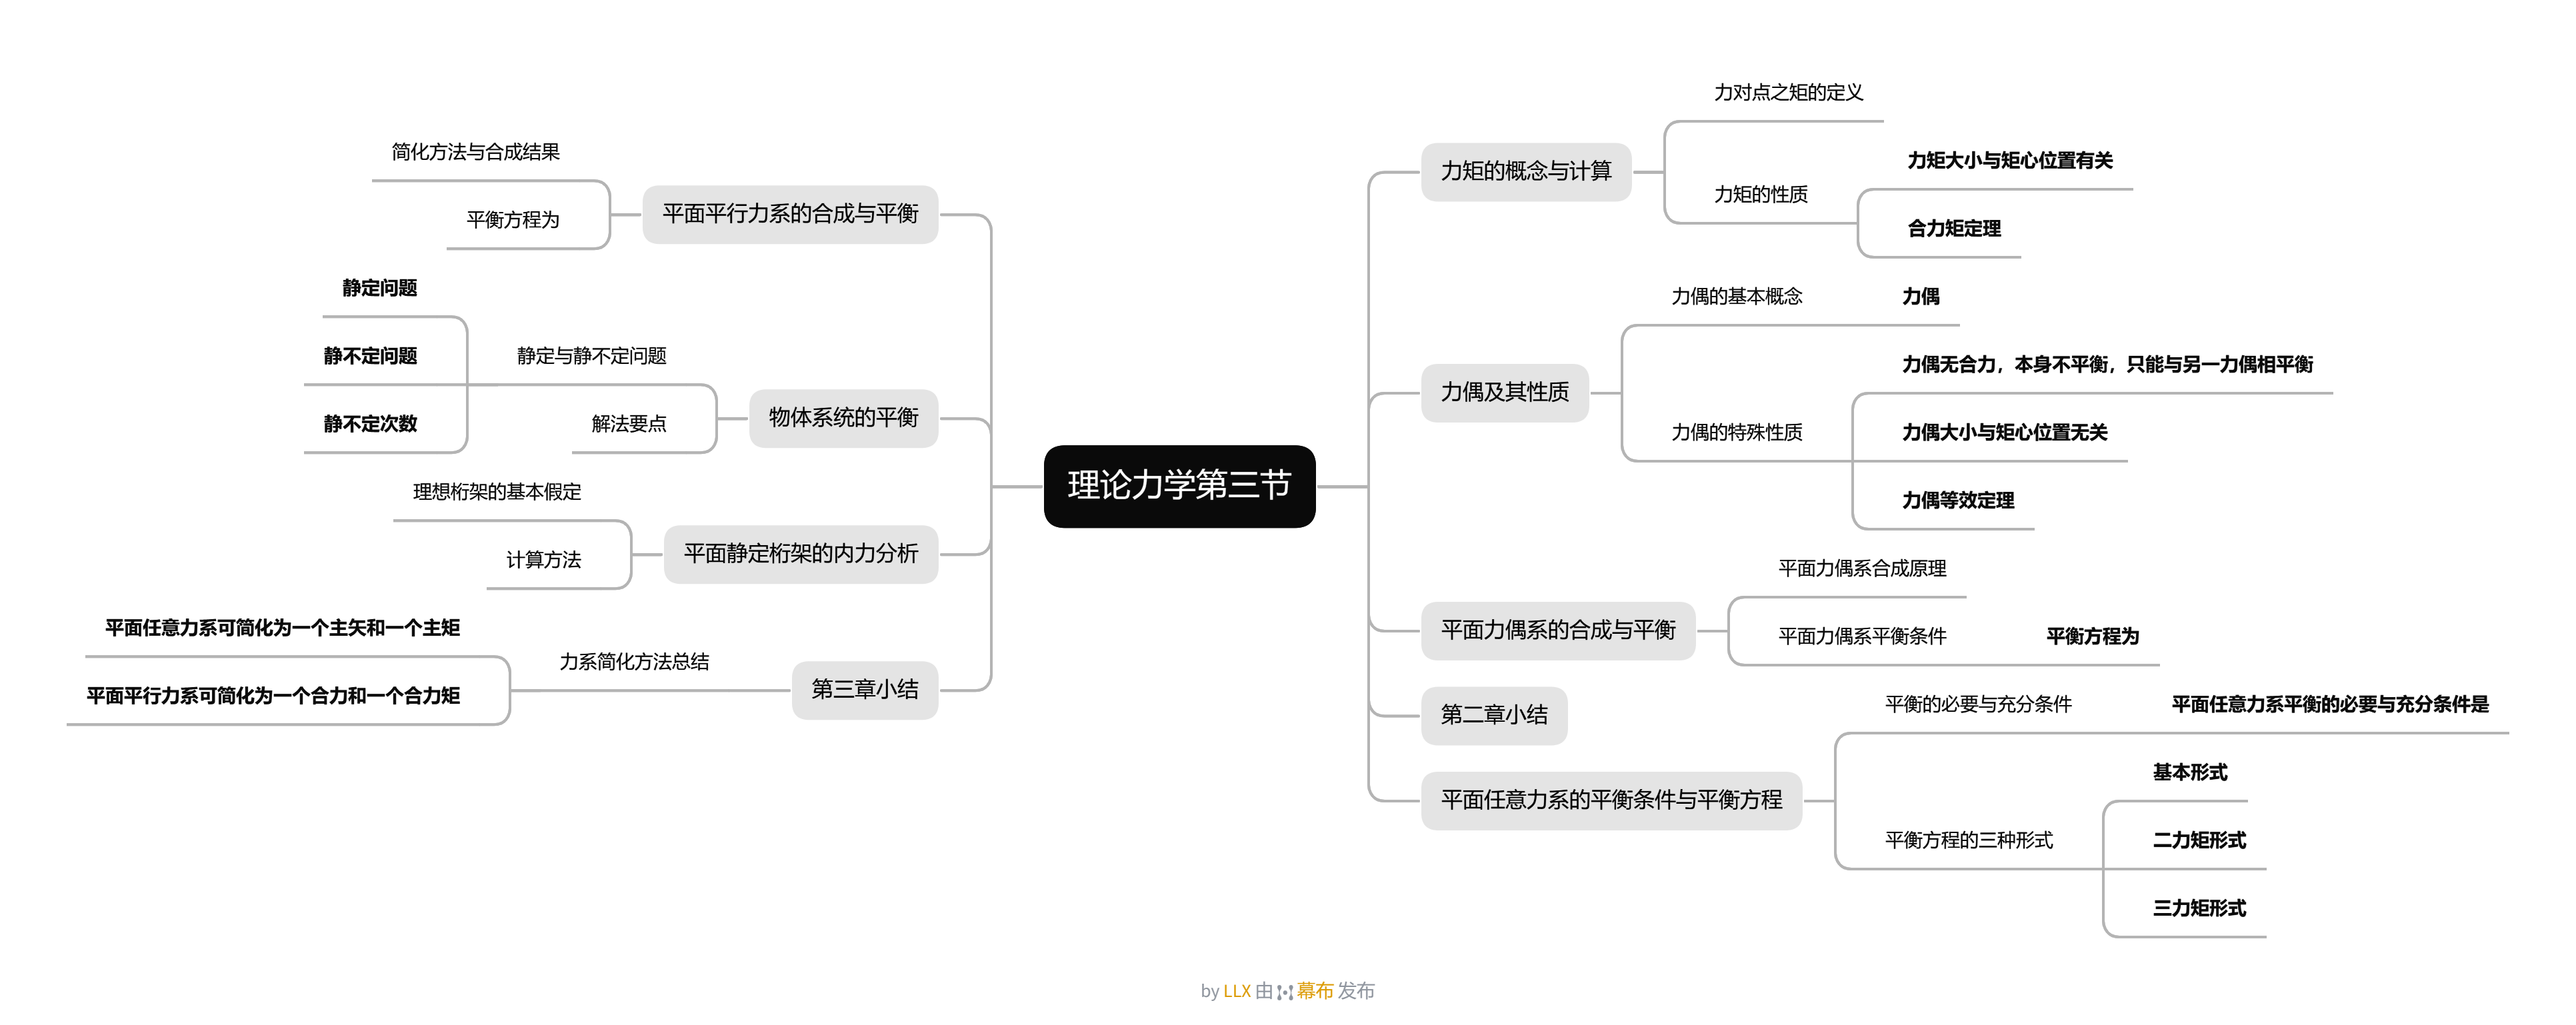 理论力学第三节
力矩的概念与计算
力对点之矩的定义
力矩的性质
力矩大小与矩心位置有关
合力矩定理
力偶及其性质
力偶的基本概念
力偶
力偶的特殊性质
力偶无合力，本身不平衡，只能与另一力偶相平衡
力偶大小与矩心位置无关
力偶等效定理
平面力偶系的合成与平衡
平面力偶系合成原理
平面力偶系平衡条件
平衡方程为
第二章小结
平面任意力系的平衡条件与平衡方程
平衡的必要与充分条件
平面任意力系平衡的必要与充分条件是
平衡方程的三种形式
基本形式
二力矩形式
三力矩形式
平面平行力系的合成与平衡
简化方法与合成结果
平衡方程为
物体系统的平衡
静定与静不定问题
静定问题
静不定问题
静不定次数
解法要点
平面静定桁架的内力分析
理想桁架的基本假定
计算方法
第三章小结
力系简化方法总结
平面任意力系可简化为一个主矢和一个主矩
平面平行力系可简化为一个合力和一个合力矩
by LLX 由 幕布 发布